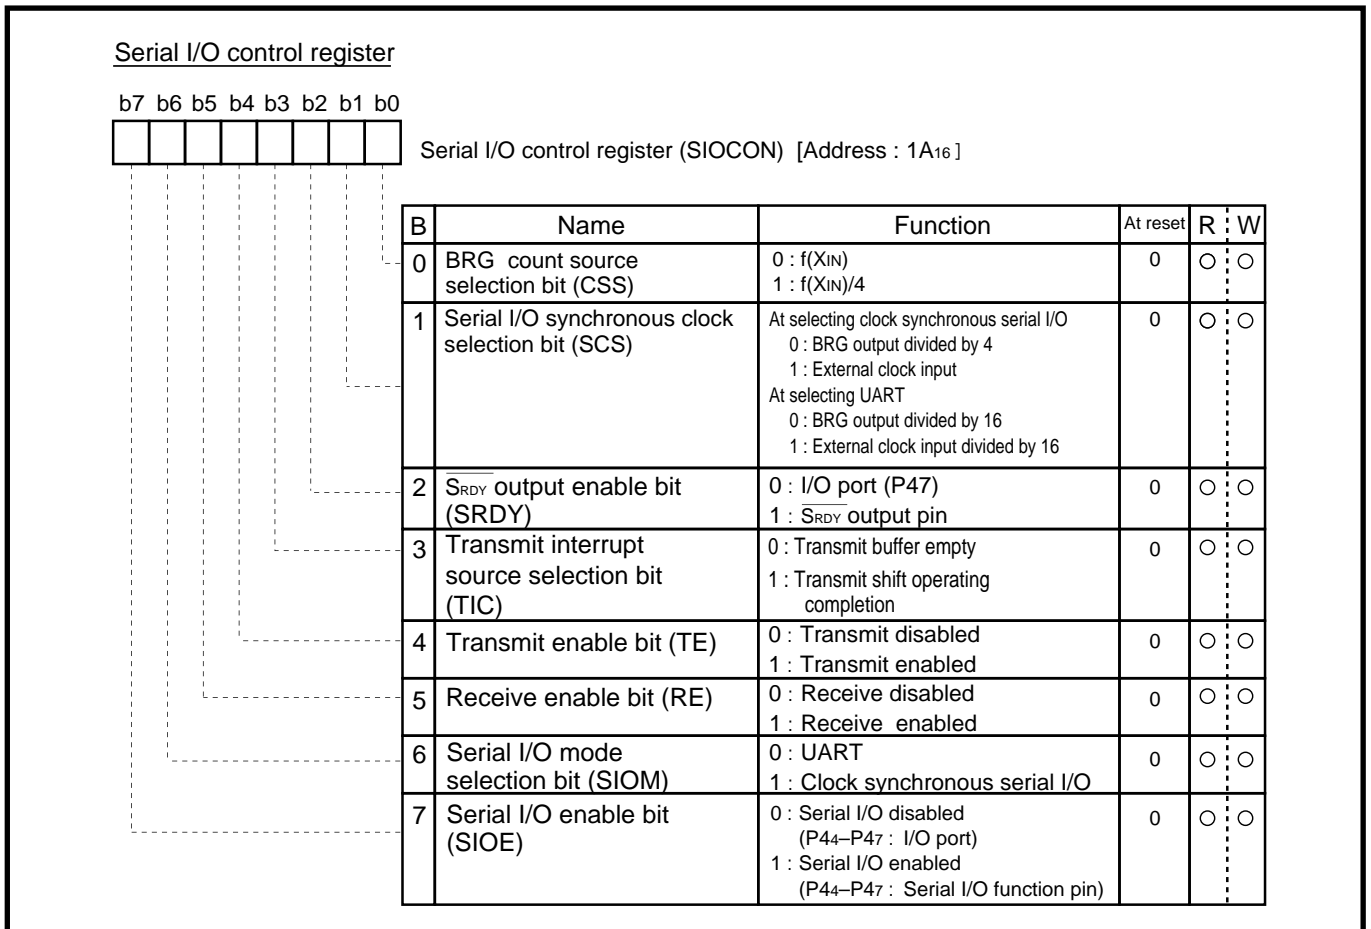 Serial I/O control register
b7 b6 b5 b4 b3 b2 b1 b0
Serial I/O control register (SIOCON) [Address : 1A16 ]
B Name Function At reset R W
0 BRG count source selection bit (CSS) 0 : f(XIN) 0 ○ ○
1 : f(XIN)/4
1 Serial I/O synchronous clock selection bit (SCS) At selecting clock synchronous serial I/O 0 ○ ○
0 : BRG output divided by 4
1 : External clock input
At selecting UART
0 : BRG output divided by 16
1 : External clock input divided by 16
2 SRDY output enable bit (SRDY) 0 : I/O port (P47) 0 ○ ○
1 : SRDY output pin
3 Transmit interrupt source selection bit (TIC) 0 : Transmit buffer empty 0 ○ ○
1 : Transmit shift operating
completion
4 Transmit enable bit (TE) 0 : Transmit disabled 0 ○ ○
1 : Transmit enabled
5 Receive enable bit (RE) 0 : Receive disabled 0 ○ ○
1 : Receive enabled
6 Serial I/O mode selection bit (SIOM) 0 : UART 0 ○ ○
1 : Clock synchronous serial I/O
7 Serial I/O enable bit (SIOE) 0 : Serial I/O disabled 0 ○ ○
(P44–P47 : I/O port)
1 : Serial I/O enabled
(P44–P47 : Serial I/O function pin)